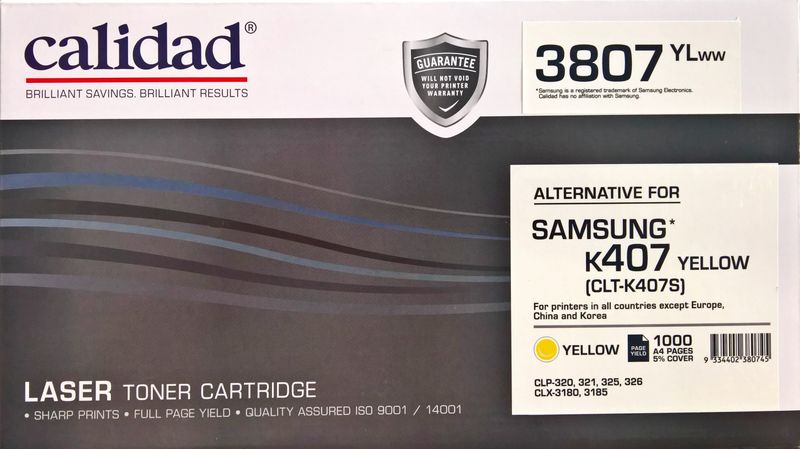 calidad®
BRILLIANT SAVINGS. BRILLIANT RESULTS
GUARANTEE
WILL NOT VOID
YOUR PRINTER
WARRANTY
3807 YLWW
*Samsung is a registered trademark of Samsung Electronics.
Calidad has no affiliation with Samsung.
ALTERNATIVE FOR
SAMSUNG*
K407 YELLOW
(CLT-K407S)
For printers in all countries except Europe,
China and Korea
YELLOW
PAGE
YIELD
1000
A4 PAGES
5% COVER
9 334402 380745
CLP-320, 321, 325, 326
CLX-3180, 3185
LASER TONER CARTRIDGE
• SHARP PRINTS • FULL PAGE YIELD • QUALITY ASSURED ISO 9001 / 14001